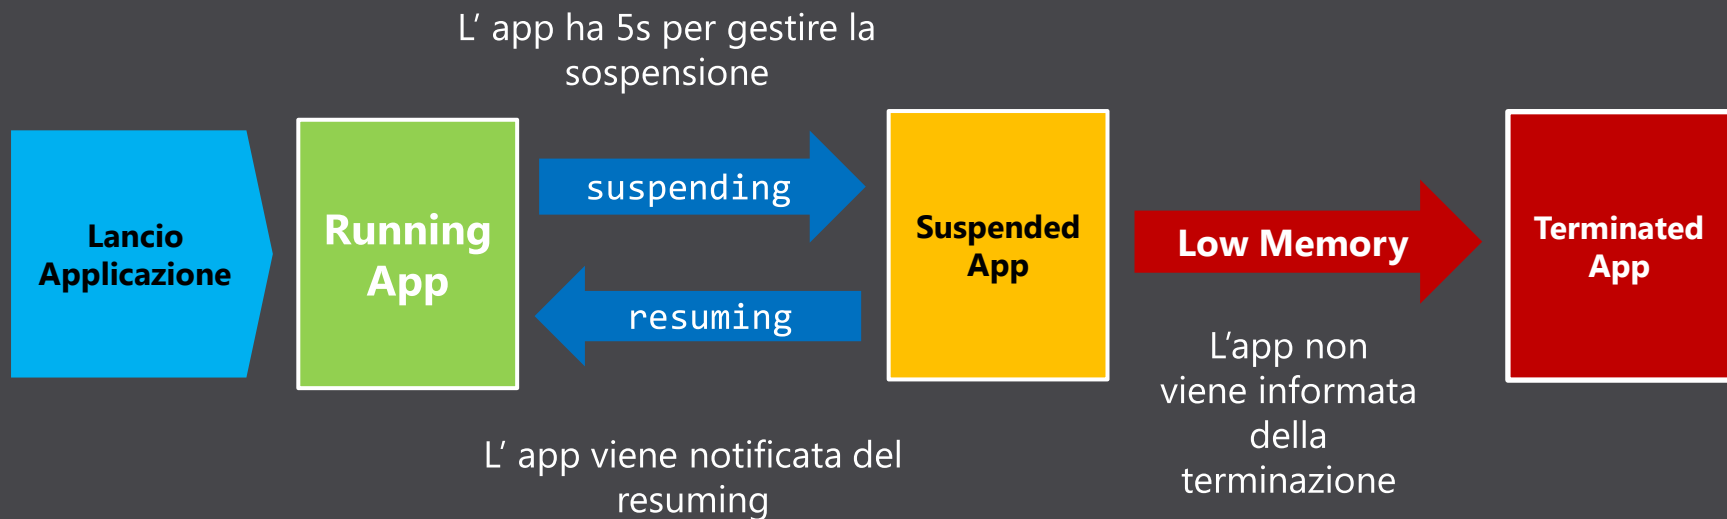 L' app ha 5s per gestire la
sospensione
Lancio
Applicazione
Running
App
suspending
resuming
Suspended
App
Low Memory
Terminated
App
L'app non
viene informata
della
terminazione
L' app viene notificata del
resuming